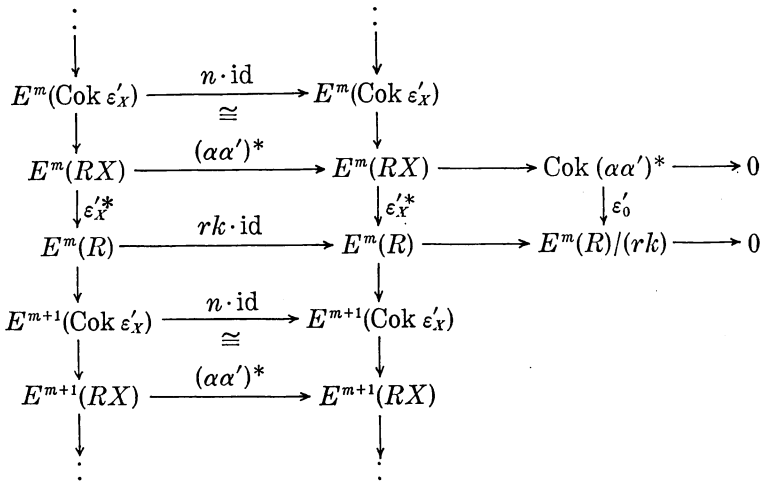 n · id
E^m(Cok ε'_X) ≅ E^m(Cok ε'_X)
(αα')*
E^m(RX) E^m(RX) Cok (αα')* 0
ε'_X* ε'_X* ε'_0
rk · id
E^m(R) E^m(R) E^m(R)/(rk) 0
n · id
E^{m+1}(Cok ε'_X) ≅ E^{m+1}(Cok ε'_X)
(αα')*
E^{m+1}(RX) E^{m+1}(RX)